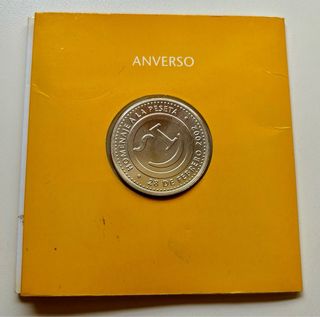 ANVERSO
HOMENAJE A LA PESETA
28 DE FEBRERO 2002